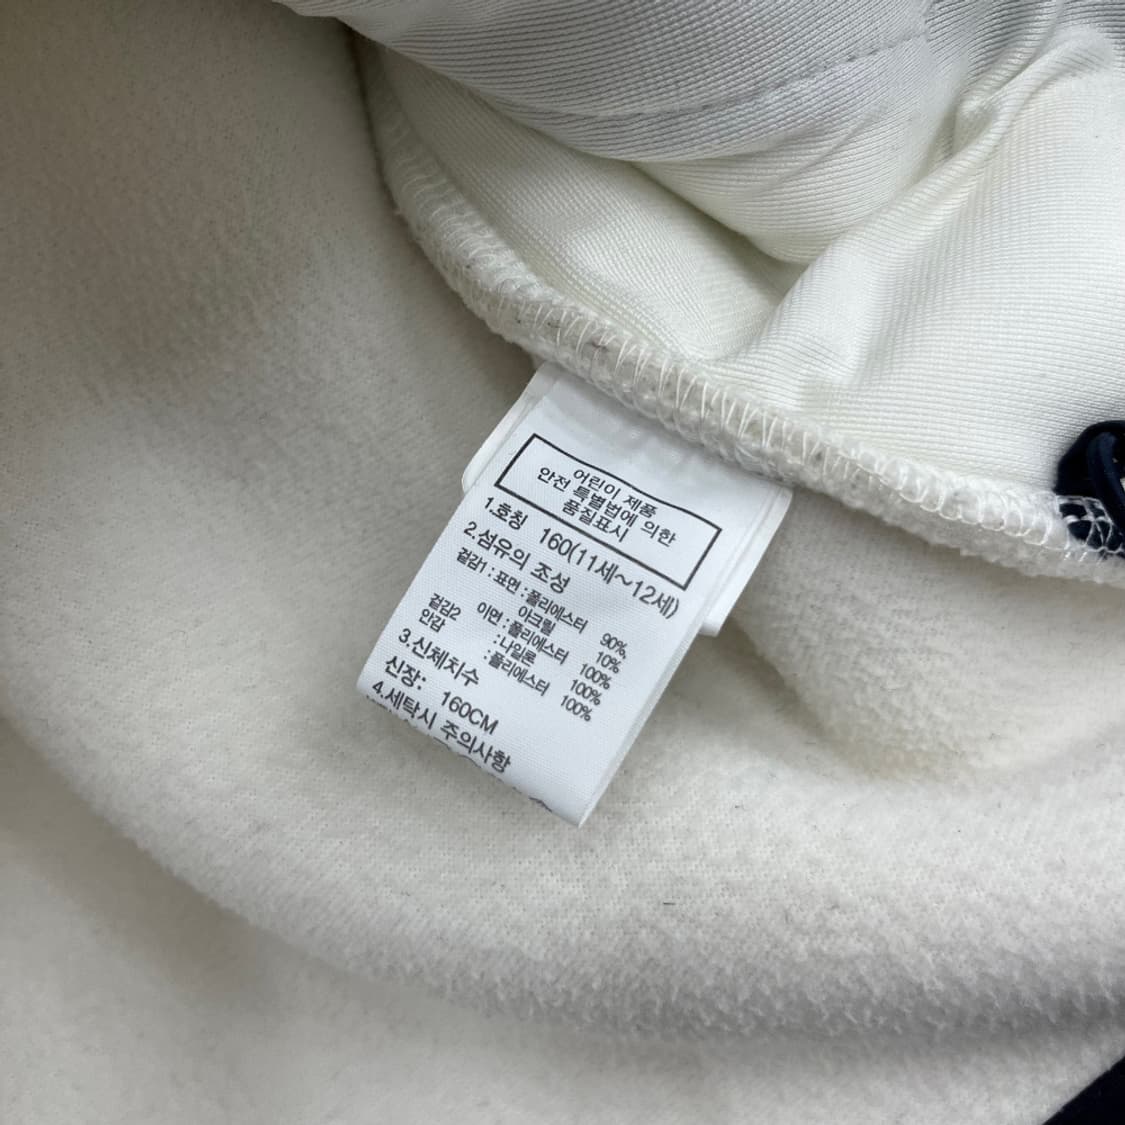 어린이 제품
안전 특별법에 의한
품질표시
1.호칭 160(11세~12세)
2.섬유의 조성
겉감1 : 표면 : 폴리에스터 90%
아크릴 10%
이면 : 폴리에스터 100%
겉감2 : 나일론 100%
안감 : 폴리에스터 100%
3.신체치수
신장: 160CM
4.세탁시 주의사항